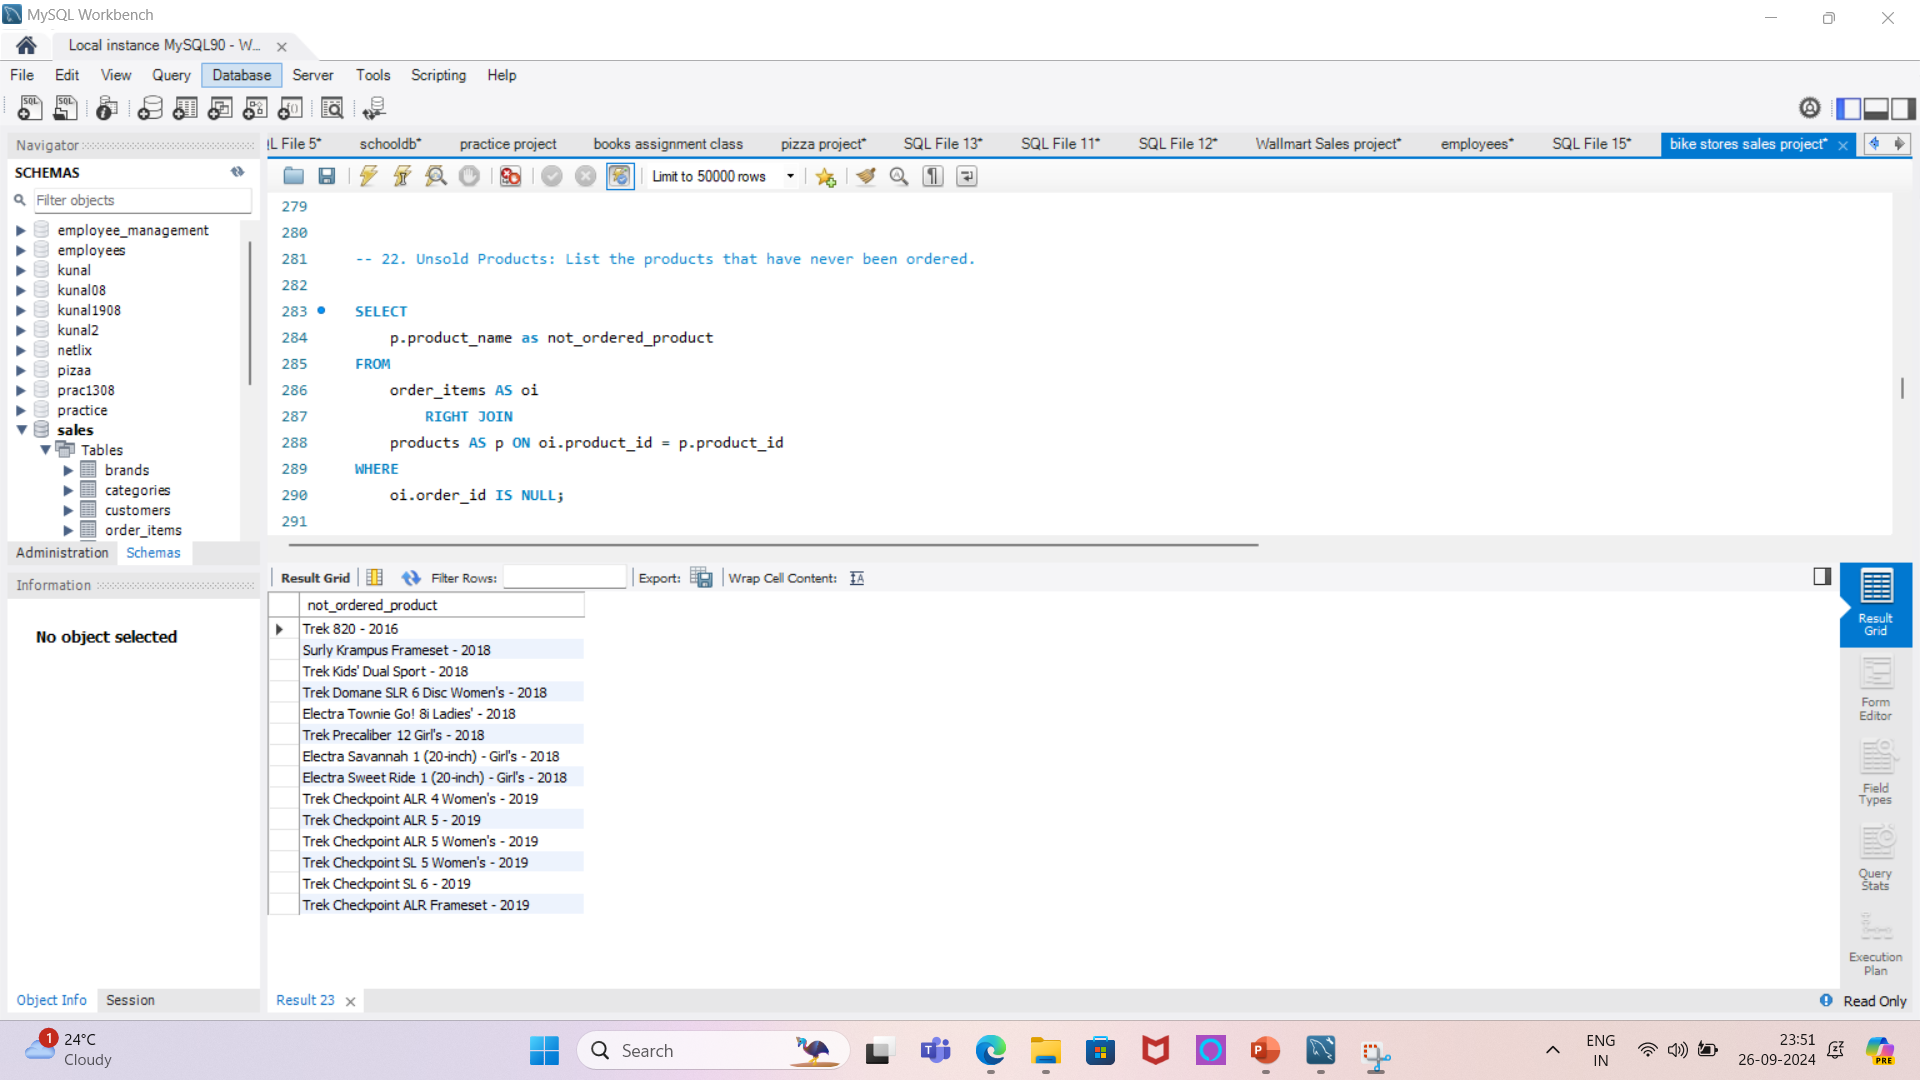 MySQL Workbench
Local instance MySQL90 - W...
File Edit View Query Database Server Tools Scripting Help
Navigator
SCHEMAS
Filter objects
employee_management
employees
kunal
kunal08
kunal1908
kunal2
netlix
pizaa
prac1308
practice
sales
Tables
brands
categories
customers
order_items
Administration Schemas
Information
No object selected
Object Info Session
L File 5* schooldb* practice project books assignment class pizza project* SQL File 13* SQL File 11* SQL File 12* Wallmart Sales project* employees* SQL File 15* bike stores sales project*
Limit to 50000 rows
279
280
281 -- 22. Unsold Products: List the products that have never been ordered.
282
283 SELECT
284 p.product_name as not_ordered_product
285 FROM
286 order_items AS oi
287 RIGHT JOIN
288 products AS p ON oi.product_id = p.product_id
289 WHERE
290 oi.order_id IS NULL;
291
Result Grid Filter Rows: Export: Wrap Cell Content:
not_ordered_product
Trek 820 - 2016
Surly Krampus Frameset - 2018
Trek Kids' Dual Sport - 2018
Trek Domane SLR 6 Disc Women's - 2018
Electra Townie Go! 8i Ladies' - 2018
Trek Precaliber 12 Girl's - 2018
Electra Savannah 1 (20-inch) - Girl's - 2018
Electra Sweet Ride 1 (20-inch) - Girl's - 2018
Trek Checkpoint ALR 4 Women's - 2019
Trek Checkpoint ALR 5 - 2019
Trek Checkpoint ALR 5 Women's - 2019
Trek Checkpoint SL 5 Women's - 2019
Trek Checkpoint SL 6 - 2019
Trek Checkpoint ALR Frameset - 2019
Result
Grid
Form
Editor
Field
Types
Query
Stats
Execution
Plan
Result 23
Read Only
1
24°C
Cloudy
Search
ENG
IN
23:51
26-09-2024
PRE